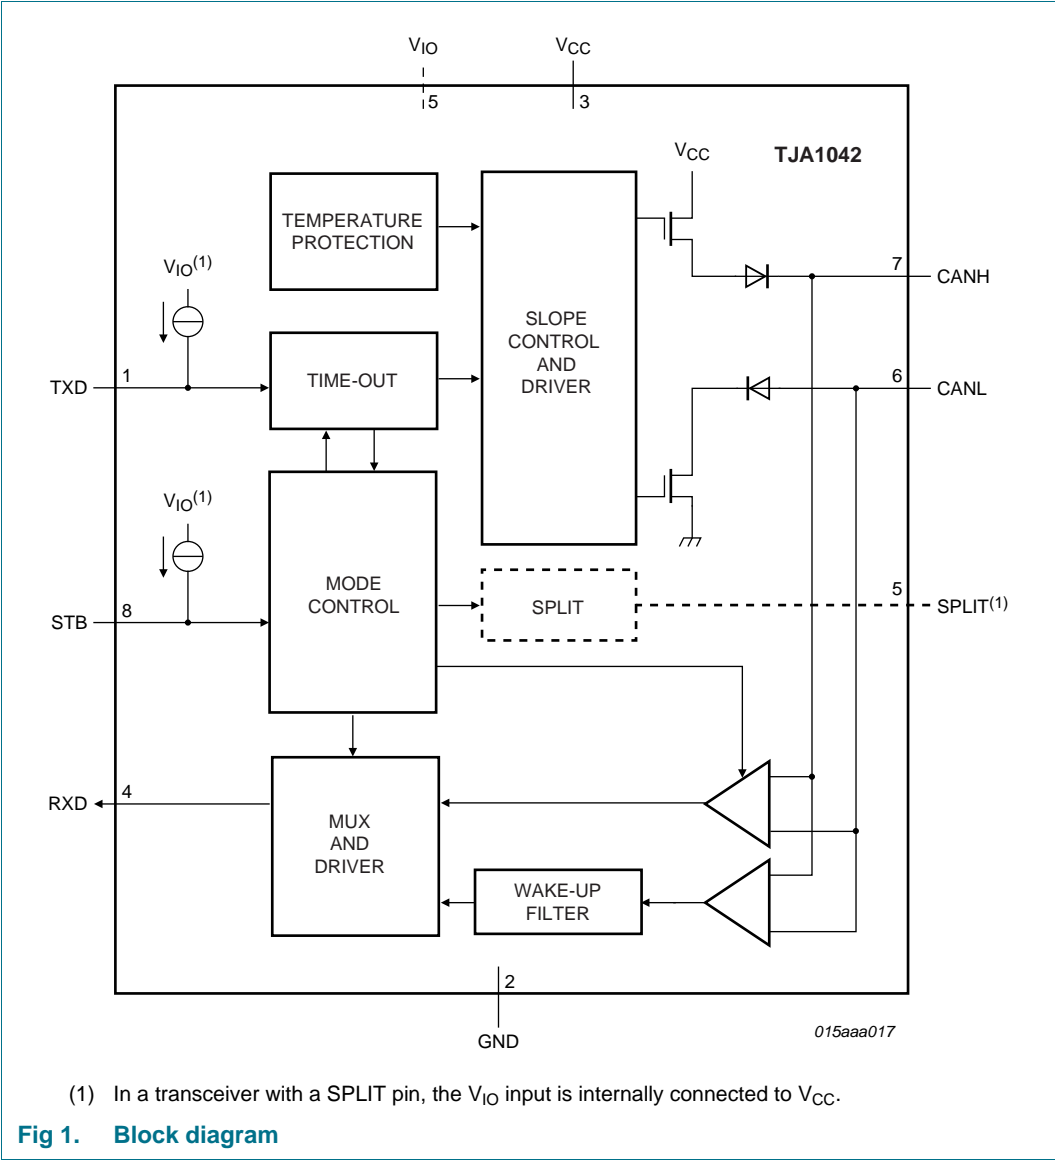 VIO
VCC
5
3
TJA1042
VCC
TEMPERATURE
PROTECTION
VIO(1)
7
CANH
SLOPE
CONTROL
AND
DRIVER
TXD
1
TIME-OUT
6
CANL
VIO(1)
MODE
CONTROL
SPLIT
5
SPLIT(1)
STB
8
RXD
4
MUX
AND
DRIVER
WAKE-UP
FILTER
2
GND
015aaa017
(1) In a transceiver with a SPLIT pin, the VIO input is internally connected to VCC.
Fig 1. Block diagram